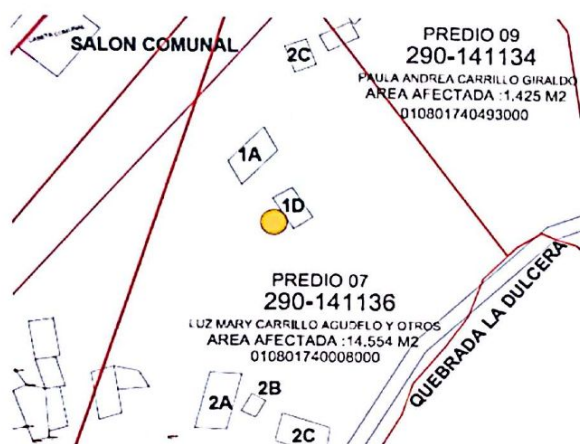 CASETA COMUNAL
SALON COMUNAL
2C
PREDIO 09
290-141134
PAULA ANDREA CARRILLO GIRALDO
AREA AFECTADA :1,425 M2
010801740493000
1A
1D
PREDIO 07
290-141136
LUZ MARY CARRILLO AGUDELO Y OTROS
AREA AFECTADA :14,554 M2
010801740008000
QUEBRADA LA DULCERA
2A
2B
2C